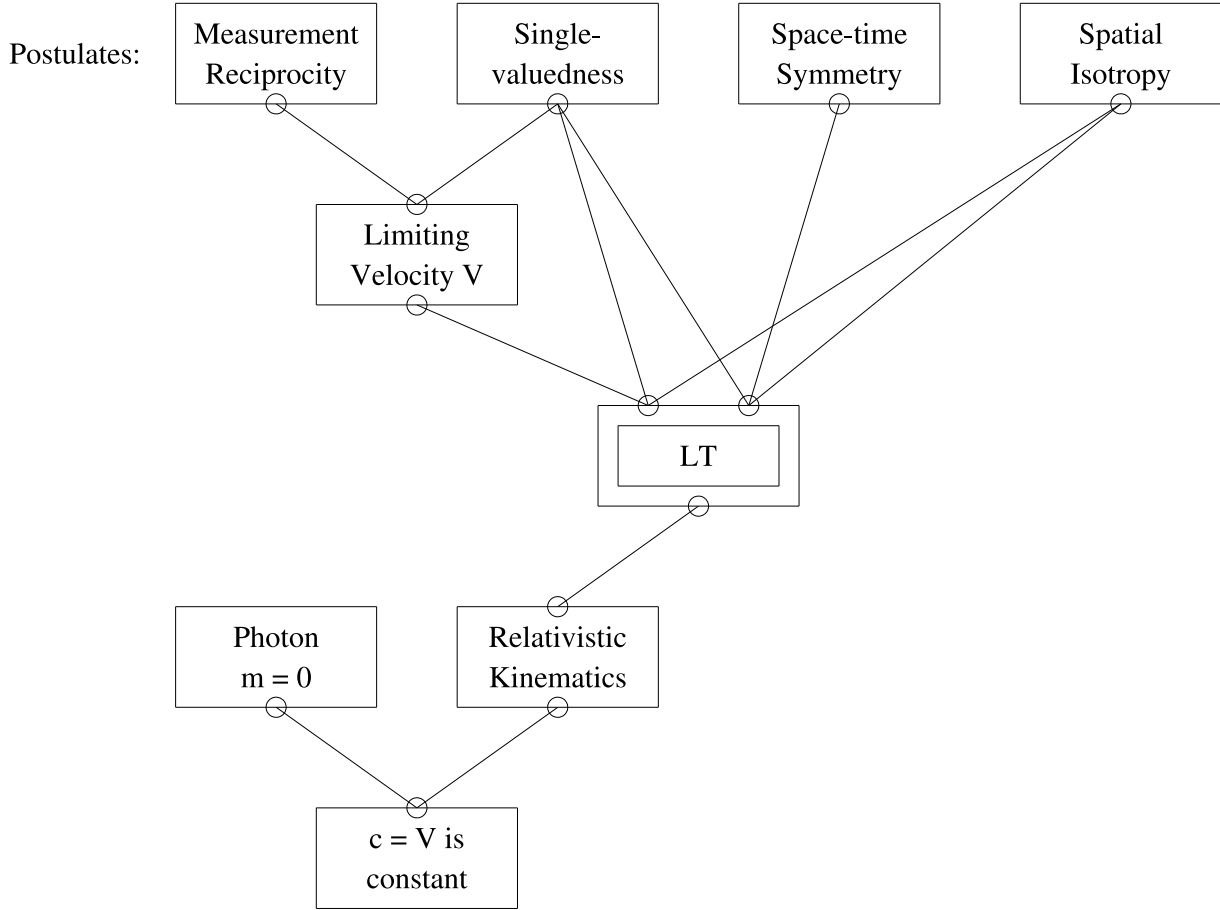 Postulates:
Measurement
Reciprocity
Single-
valuedness
Space-time
Symmetry
Spatial
Isotropy
Limiting
Velocity V
LT
Photon
m = 0
Relativistic
Kinematics
c = V is
constant